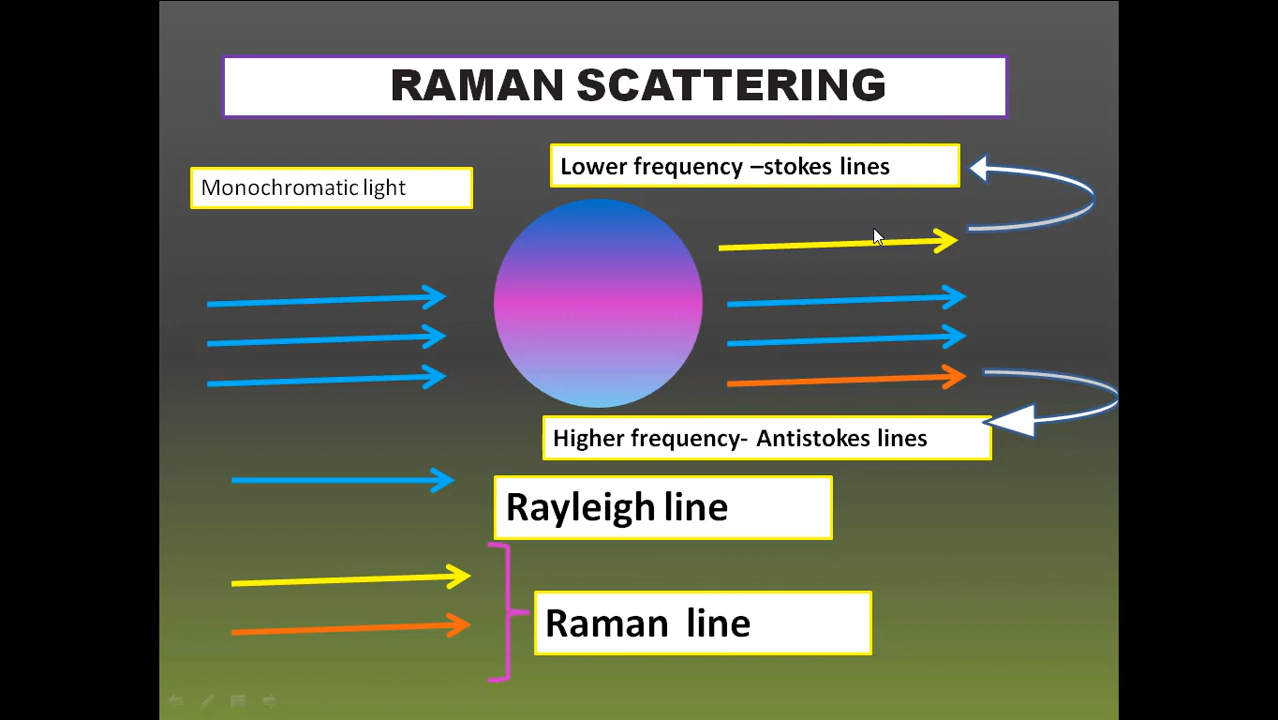 RAMAN SCATTERING
Lower frequency –stokes lines
Monochromatic light
Higher frequency- Antistokes lines
Rayleigh line
Raman line